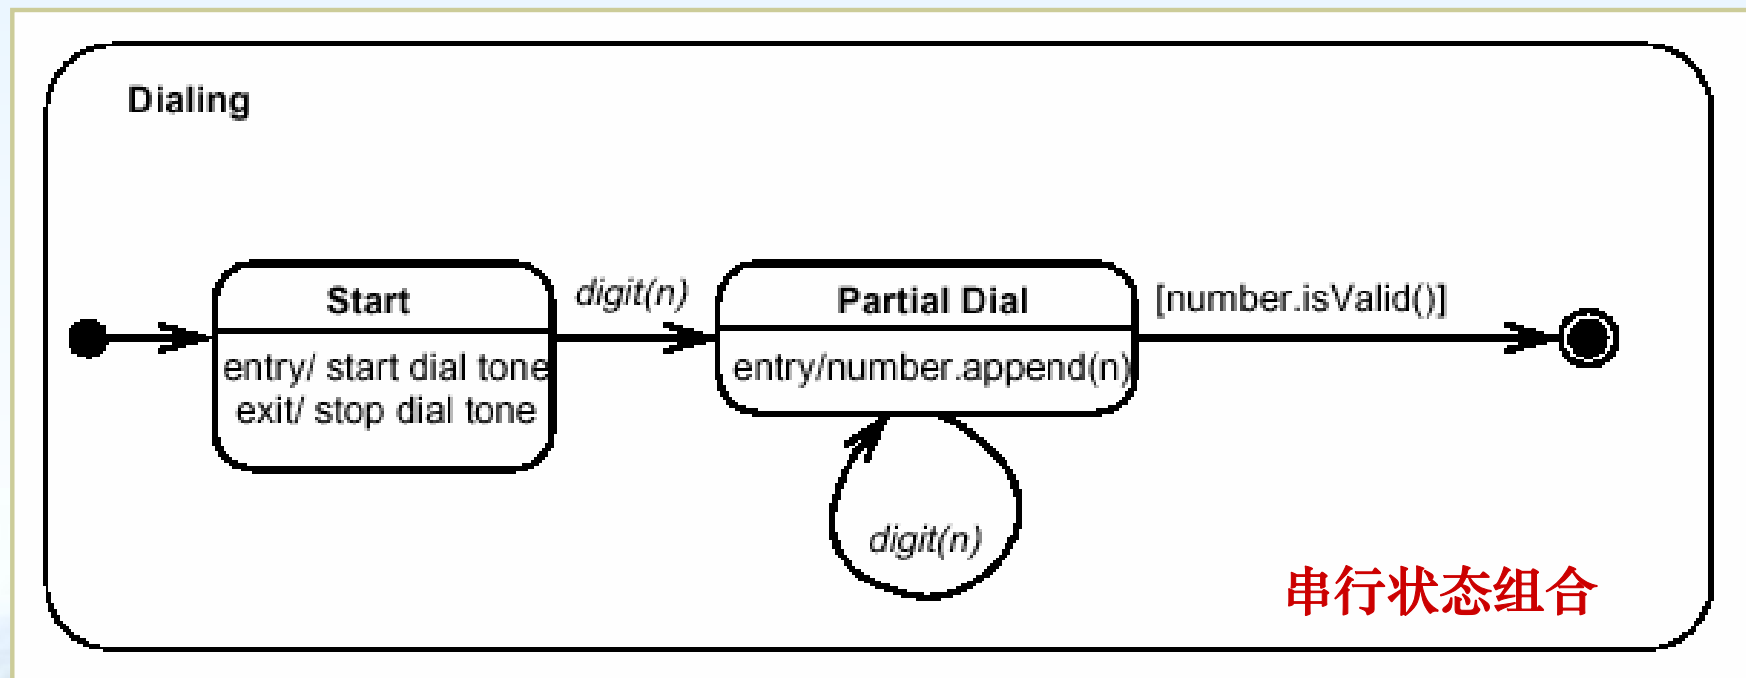 Dialing
Start
entry/ start dial tone
exit/ stop dial tone
digit(n)
Partial Dial
entry/number.append(n)
digit(n)
[number.isValid()]
串行状态组合